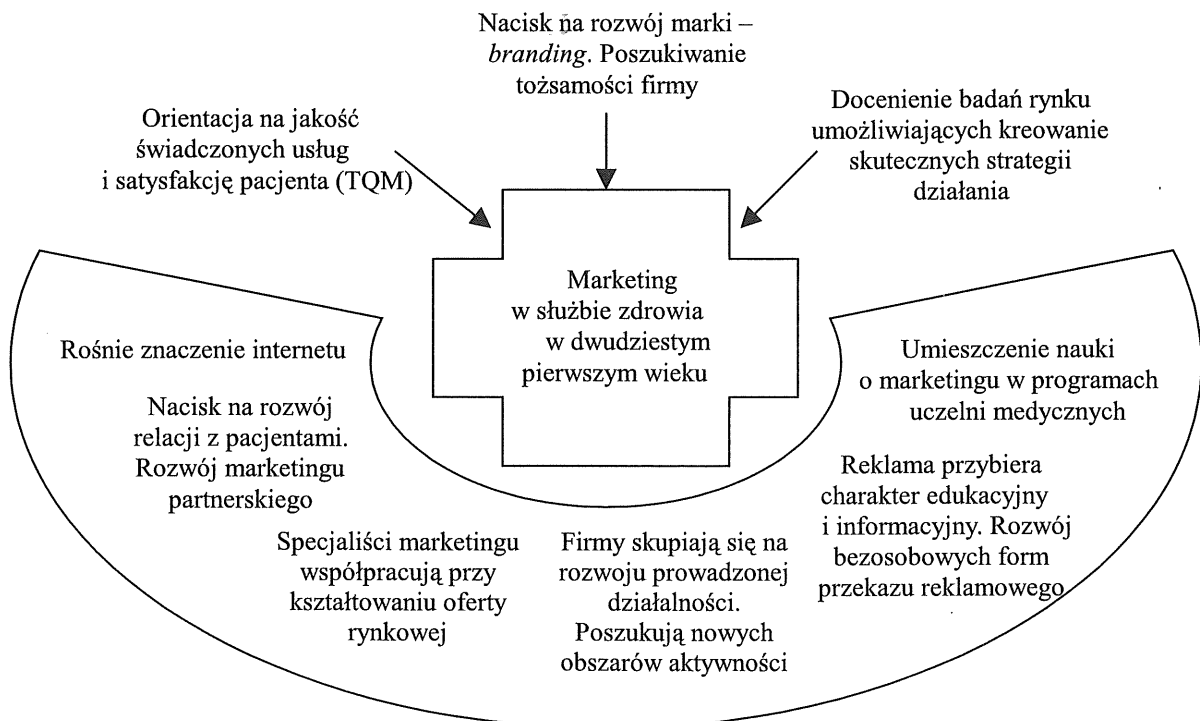 Nacisk na rozwój marki –
branding. Poszukiwanie
tożsamości firmy
Orientacja na jakość
świadczonych usług
i satysfakcję pacjenta (TQM)
Docenienie badań rynku
umożliwiających kreowanie
skutecznych strategii
działania
Marketing
w służbie zdrowia
w dwudziestym
pierwszym wieku
Rośnie znaczenie internetu
Nacisk na rozwój
relacji z pacjentami.
Rozwój marketingu
partnerskiego
Specjaliści marketingu
współpracują przy
kształtowaniu oferty
rynkowej
Firmy skupiają się na
rozwoju prowadzonej
działalności.
Poszukują nowych
obszarów aktywności
Umieszczenie nauki
o marketingu w programach
uczelni medycznych
Reklama przybiera
charakter edukacyjny
i informacyjny. Rozwój
bezosobowych form
przekazu reklamowego